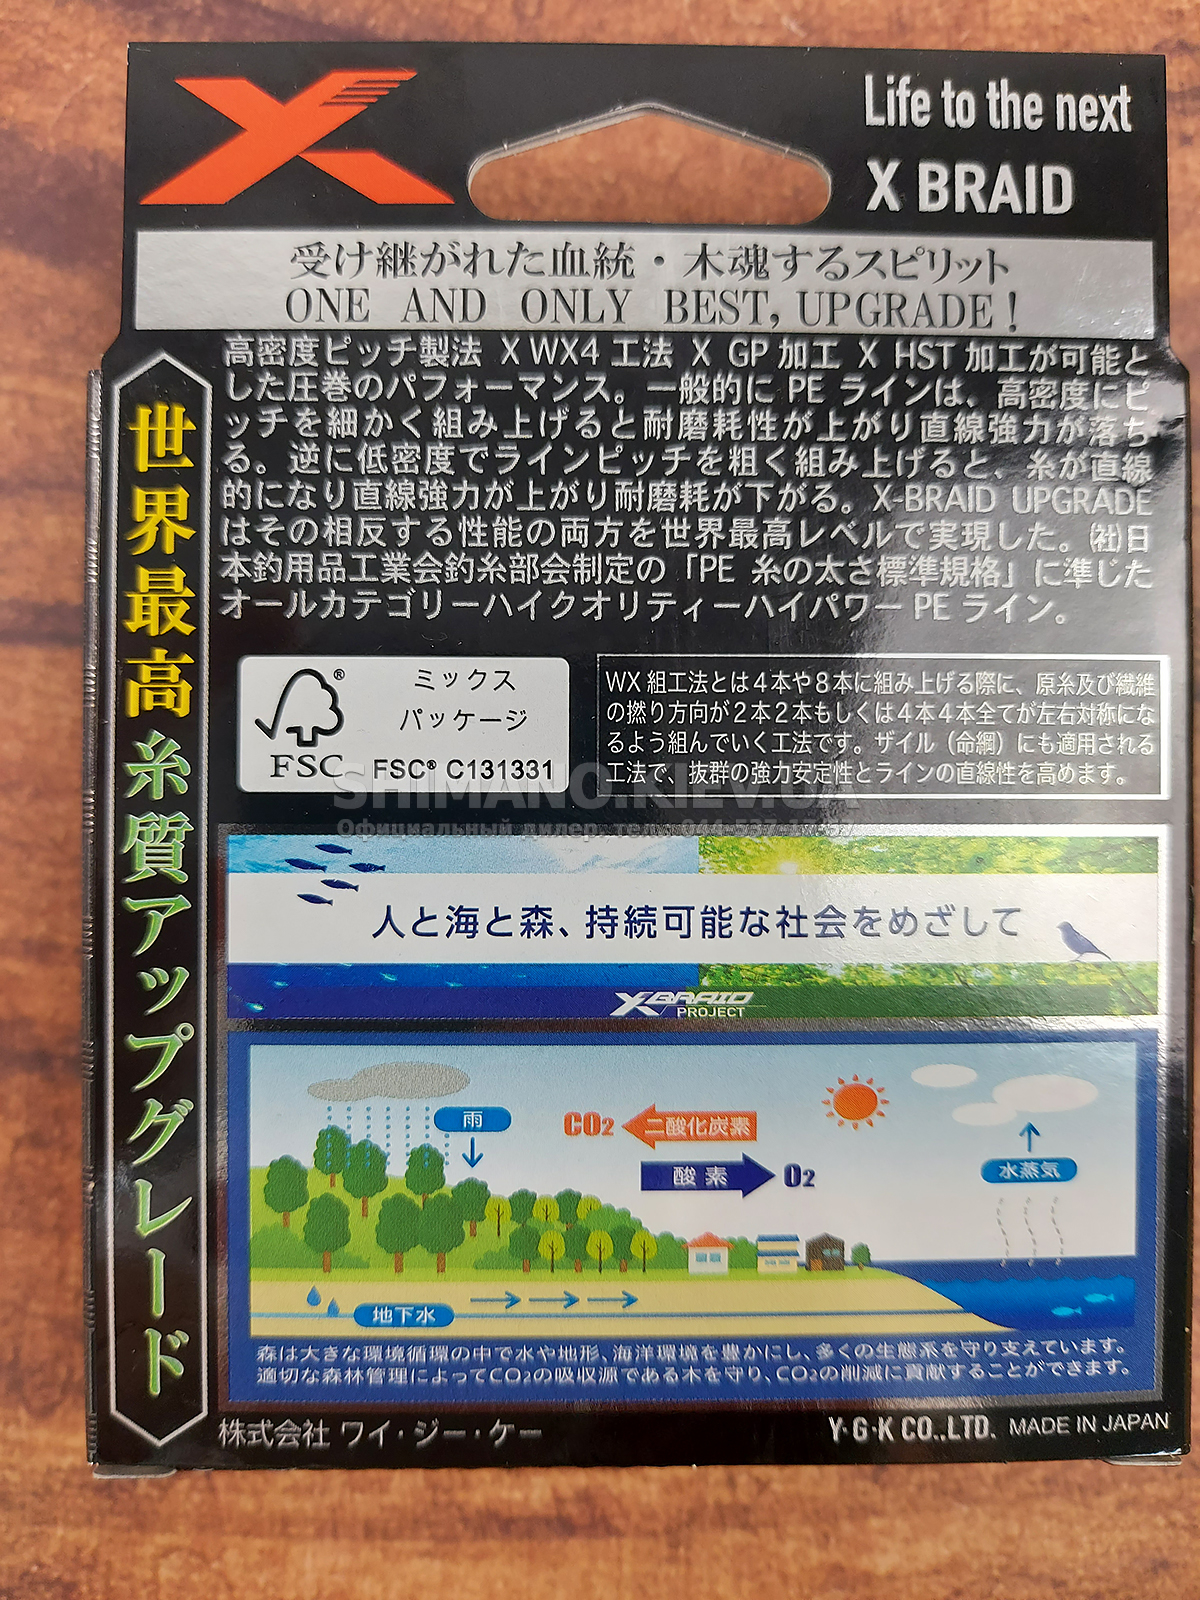 Life to the next
X BRAID
受け継がれた血統・木魂するスピリット
ONE AND ONLY BEST, UPGRADE!
世界最高糸質アップグレード
高密度ピッチ製法 X WX4 工法 X GP 加工 X HST 加工が可能と
した圧巻のパフォーマンス。一般的に PE ラインは、高密度にピ
ッチを細かく組み上げると耐磨耗性が上がり直線強力が落ち
る。逆に低密度でラインピッチを粗く組み上げると、糸が直線
的になり直線強力が上がり耐磨耗が下がる。X-BRAID UPGRADE
はその相反する性能の両方を世界最高レベルで実現した。㈳日
本釣用品工業会釣糸部会制定の「PE 糸の太さ標準規格」に準じた
オールカテゴリーハイクオリティーハイパワー PE ライン。
®
FSC
ミックス
パッケージ
FSC® C131331
WX 組工法とは4本や8本に組み上げる際に、原糸及び繊維
の撚り方向が2本2本もしくは4本4本全てが左右対称にな
るよう組んでいく工法です。ザイル（命綱）にも適用される
工法で、抜群の強力安定性とラインの直線性を高めます。
SHIMANO.KIEV.UA
Официальный дилер, тел.
人と海と森、持続可能な社会をめざして
X BRAID
PROJECT
雨
CO2 二酸化炭素
酸素 O2
水蒸気
地下水
森は大きな環境循環の中で水や地形、海洋環境を豊かにし、多くの生態系を守り支えています。
適切な森林管理によってCO2の吸収源である木を守り、CO2の削減に貢献することができます。
株式会社 ワイ・ジー・ケー
Y·G·K CO.,LTD. MADE IN JAPAN